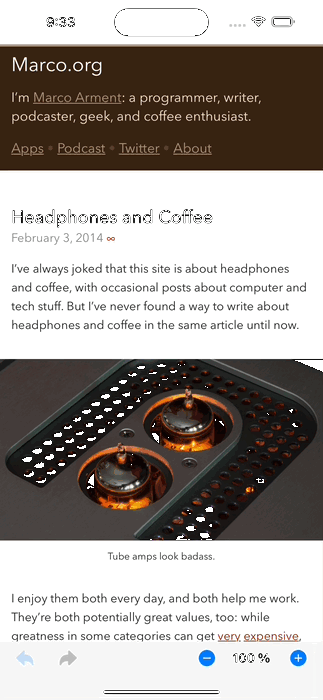 9:33
Marco.org
I'm Marco Arment: a programmer, writer,
podcaster, geek, and coffee enthusiast.
Apps • Podcast • Twitter • About
Headphones and Coffee
February 3, 2014 ∞
I've always joked that this site is about headphones
and coffee, with occasional posts about computer and
tech stuff. But I've never found a way to write about
headphones and coffee in the same article until now.
Tube amps look badass.
I enjoy them both every day, and both help me work.
They're both potentially great values, too: while
greatness in some categories can get very expensive,
100 %